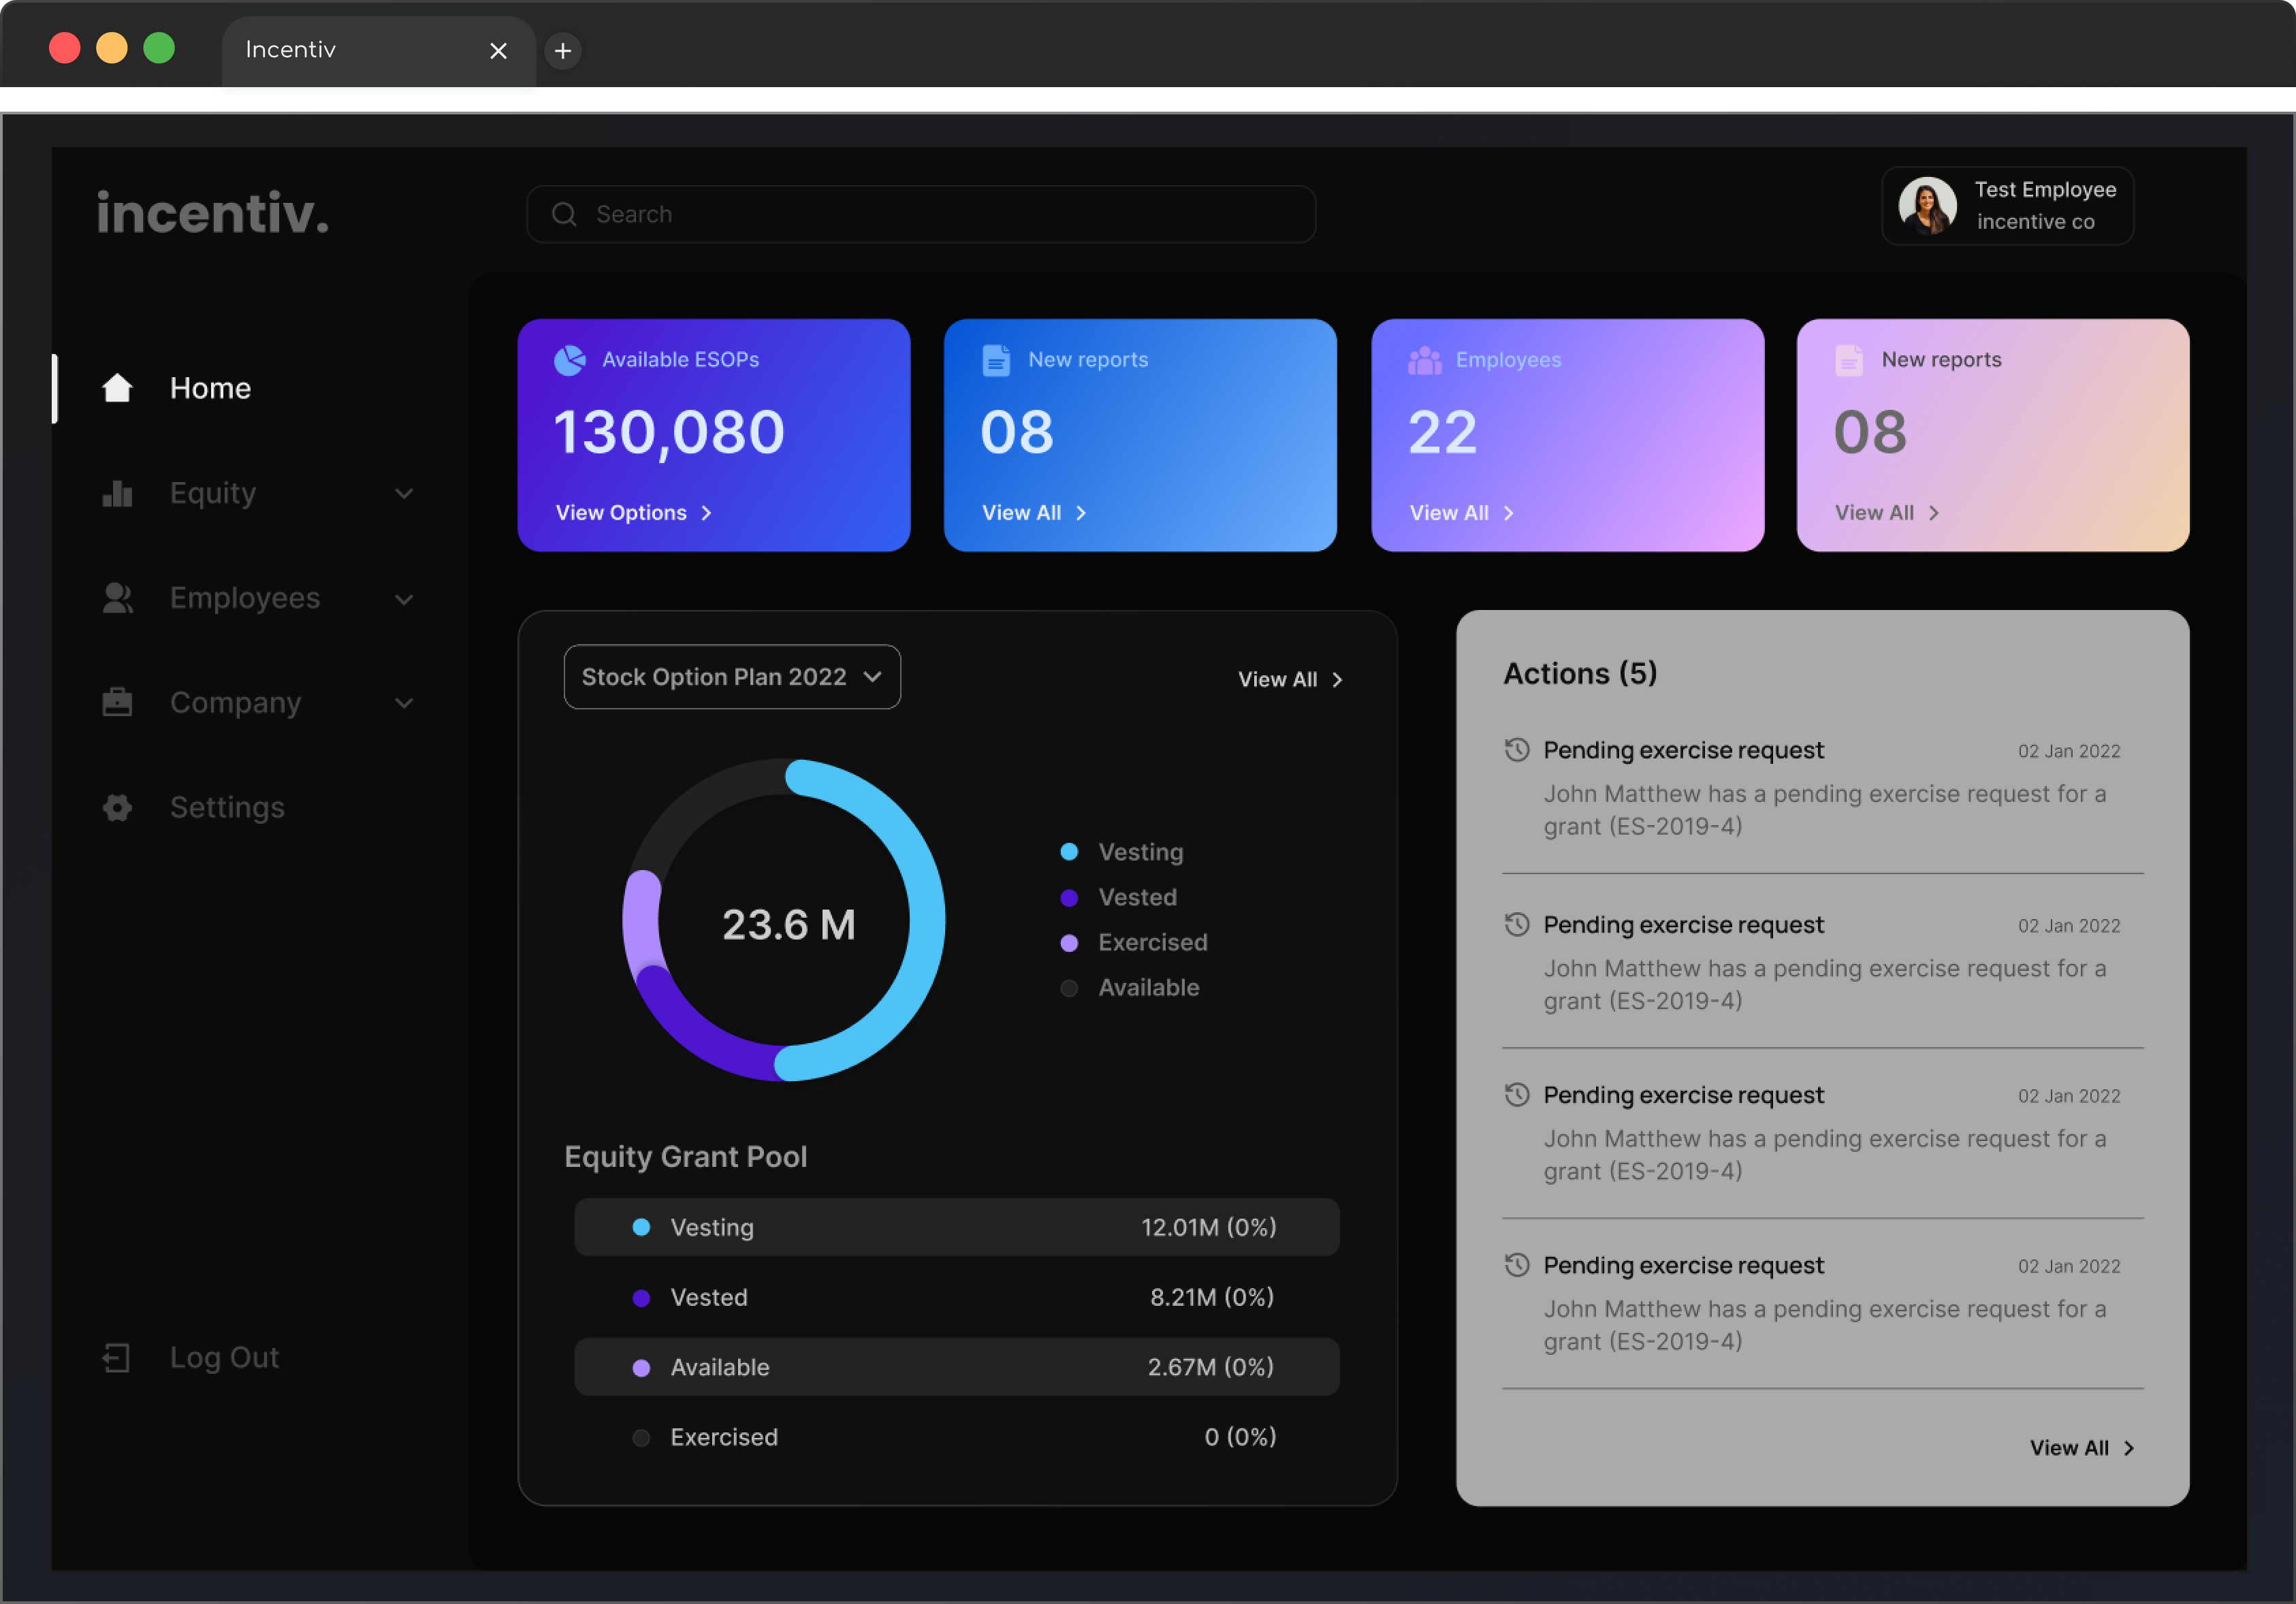 Incentiv
incentiv.
Search
Test Employee
incentive co
Home
Equity
Employees
Company
Settings
Log Out
Available ESOPs
130,080
View Options
New reports
08
View All
Employees
22
View All
New reports
08
View All
Stock Option Plan 2022
View All
23.6 M
Vesting
Vested
Exercised
Available
Equity Grant Pool
Vesting 12.01M (0%)
Vested 8.21M (0%)
Available 2.67M (0%)
Exercised 0 (0%)
Actions (5)
Pending exercise request 02 Jan 2022
John Matthew has a pending exercise request for a
grant (ES-2019-4)
Pending exercise request 02 Jan 2022
John Matthew has a pending exercise request for a
grant (ES-2019-4)
Pending exercise request 02 Jan 2022
John Matthew has a pending exercise request for a
grant (ES-2019-4)
Pending exercise request 02 Jan 2022
John Matthew has a pending exercise request for a
grant (ES-2019-4)
View All